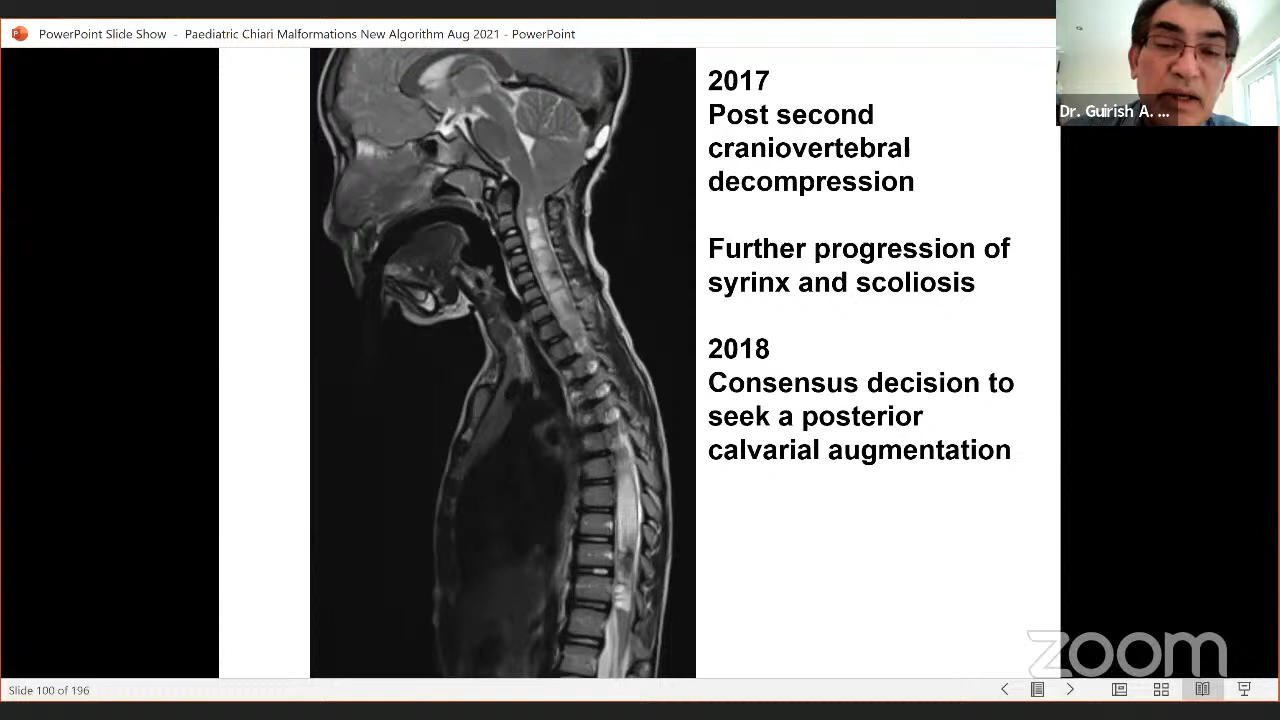 PowerPoint Slide Show - Paediatric Chiari Malformations New Algorithm Aug 2021 - PowerPoint
Dr. Guirish A. ...
2017
Post second
craniovertebral
decompression
Further progression of
syrinx and scoliosis
2018
Consensus decision to
seek a posterior
calvarial augmentation
zoom
Slide 100 of 196